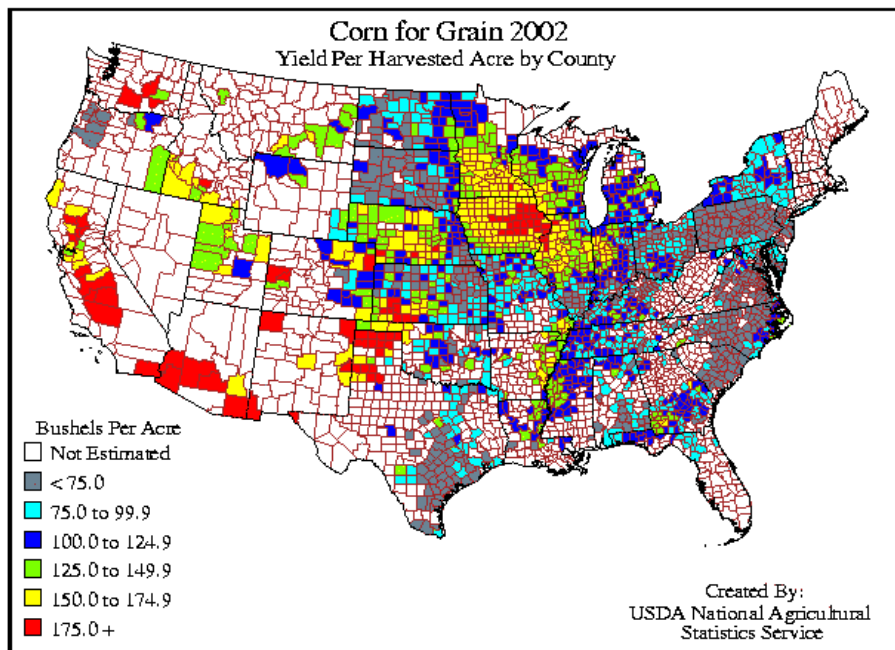 Corn for Grain 2002
Yield Per Harvested Acre by County
Bushels Per Acre
Not Estimated
< 75.0
75.0 to 99.9
100.0 to 124.9
125.0 to 149.9
150.0 to 174.9
175.0 +
Created By:
USDA National Agricultural
Statistics Service